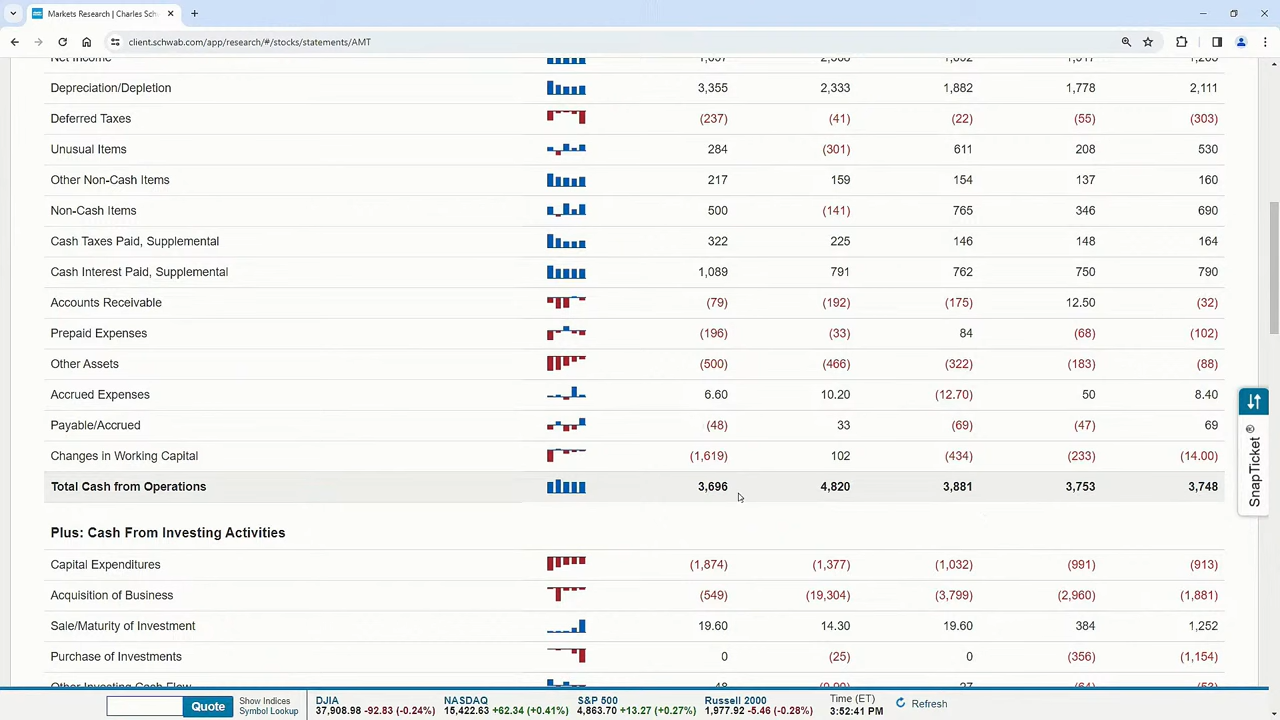 Markets Research | Charles Sch
client.schwab.com/app/research/#/stocks/statements/AMT
Net Income
Depreciation/Depletion 3,355 2,333 1,882 1,778 2,111
Deferred Taxes (237) (41) (22) (55) (303)
Unusual Items 284 (301) 611 208 530
Other Non-Cash Items 217 159 154 137 160
Non-Cash Items 500 (141) 765 346 690
Cash Taxes Paid, Supplemental 322 225 146 148 164
Cash Interest Paid, Supplemental 1,089 791 762 750 790
Accounts Receivable (79) (192) (175) 12.50 (32)
Prepaid Expenses (196) (33) 84 (68) (102)
Other Assets (500) (466) (322) (183) (88)
Accrued Expenses 6.60 10.20 (12.70) 50 8.40
Payable/Accrued (48) 33 (69) (47) 69
Changes in Working Capital (1,619) 102 (434) (233) (14.00)
Total Cash from Operations 3,696 4,820 3,881 3,753 3,748
Plus: Cash From Investing Activities
Capital Expenditures (1,874) (1,377) (1,032) (991) (913)
Acquisition of Business (549) (19,304) (3,799) (2,960) (1,881)
Sale/Maturity of Investment 19.60 14.30 19.60 384 1,252
Purchase of Investments 0 (25) 0 (356) (1,154)
Other Investing Cash Flow
SnapTicket ®
Quote
Show Indices
Symbol Lookup
DJIA
37,908.98 -92.83 (-0.24%)
NASDAQ
15,422.63 +62.34 (+0.41%)
S&P 500
4,863.70 +13.27 (+0.27%)
Russell 2000
1,977.92 -5.46 (-0.28%)
Time (ET)
3:52:41 PM
Refresh